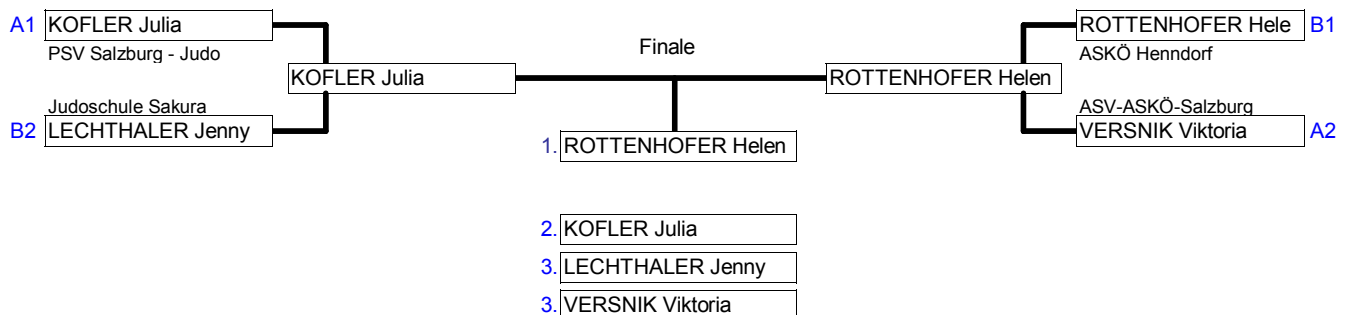 A1 KOFLER Julia
PSV Salzburg - Judo
ROTTENHOFER Hele B1
ASKÖ Henndorf
Finale
KOFLER Julia
ROTTENHOFER Helen
Judoschule Sakura
B2 LECHTHALER Jenny
ASV-ASKÖ-Salzburg
VERSNIK Viktoria A2
1. ROTTENHOFER Helen
2. KOFLER Julia
3. LECHTHALER Jenny
3. VERSNIK Viktoria